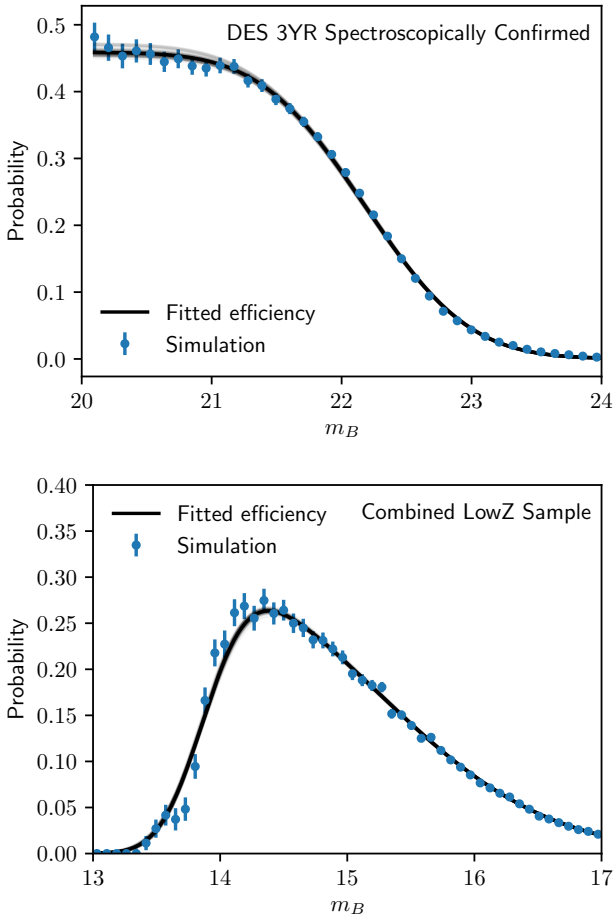 DES 3YR Spectroscopically Confirmed
0.5
0.4
0.3
0.2
0.1
0.0
Probability
Fitted efficiency
Simulation
20 21 22 23 24
m_B
0.40
0.35
0.30
0.25
0.20
0.15
0.10
0.05
0.00
Probability
Fitted efficiency
Simulation
Combined LowZ Sample
13 14 15 16 17
m_B